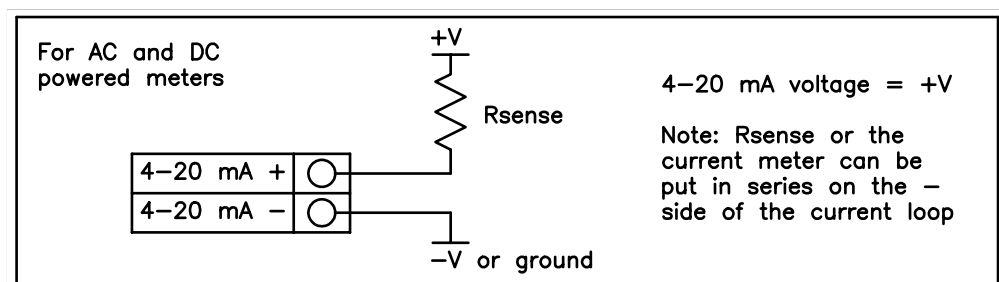 For AC and DC
powered meters
+V
Rsense
4-20 mA +
4-20 mA -
-V or ground
4-20 mA voltage = +V
Note: Rsense or the
current meter can be
put in series on the -
side of the current loop